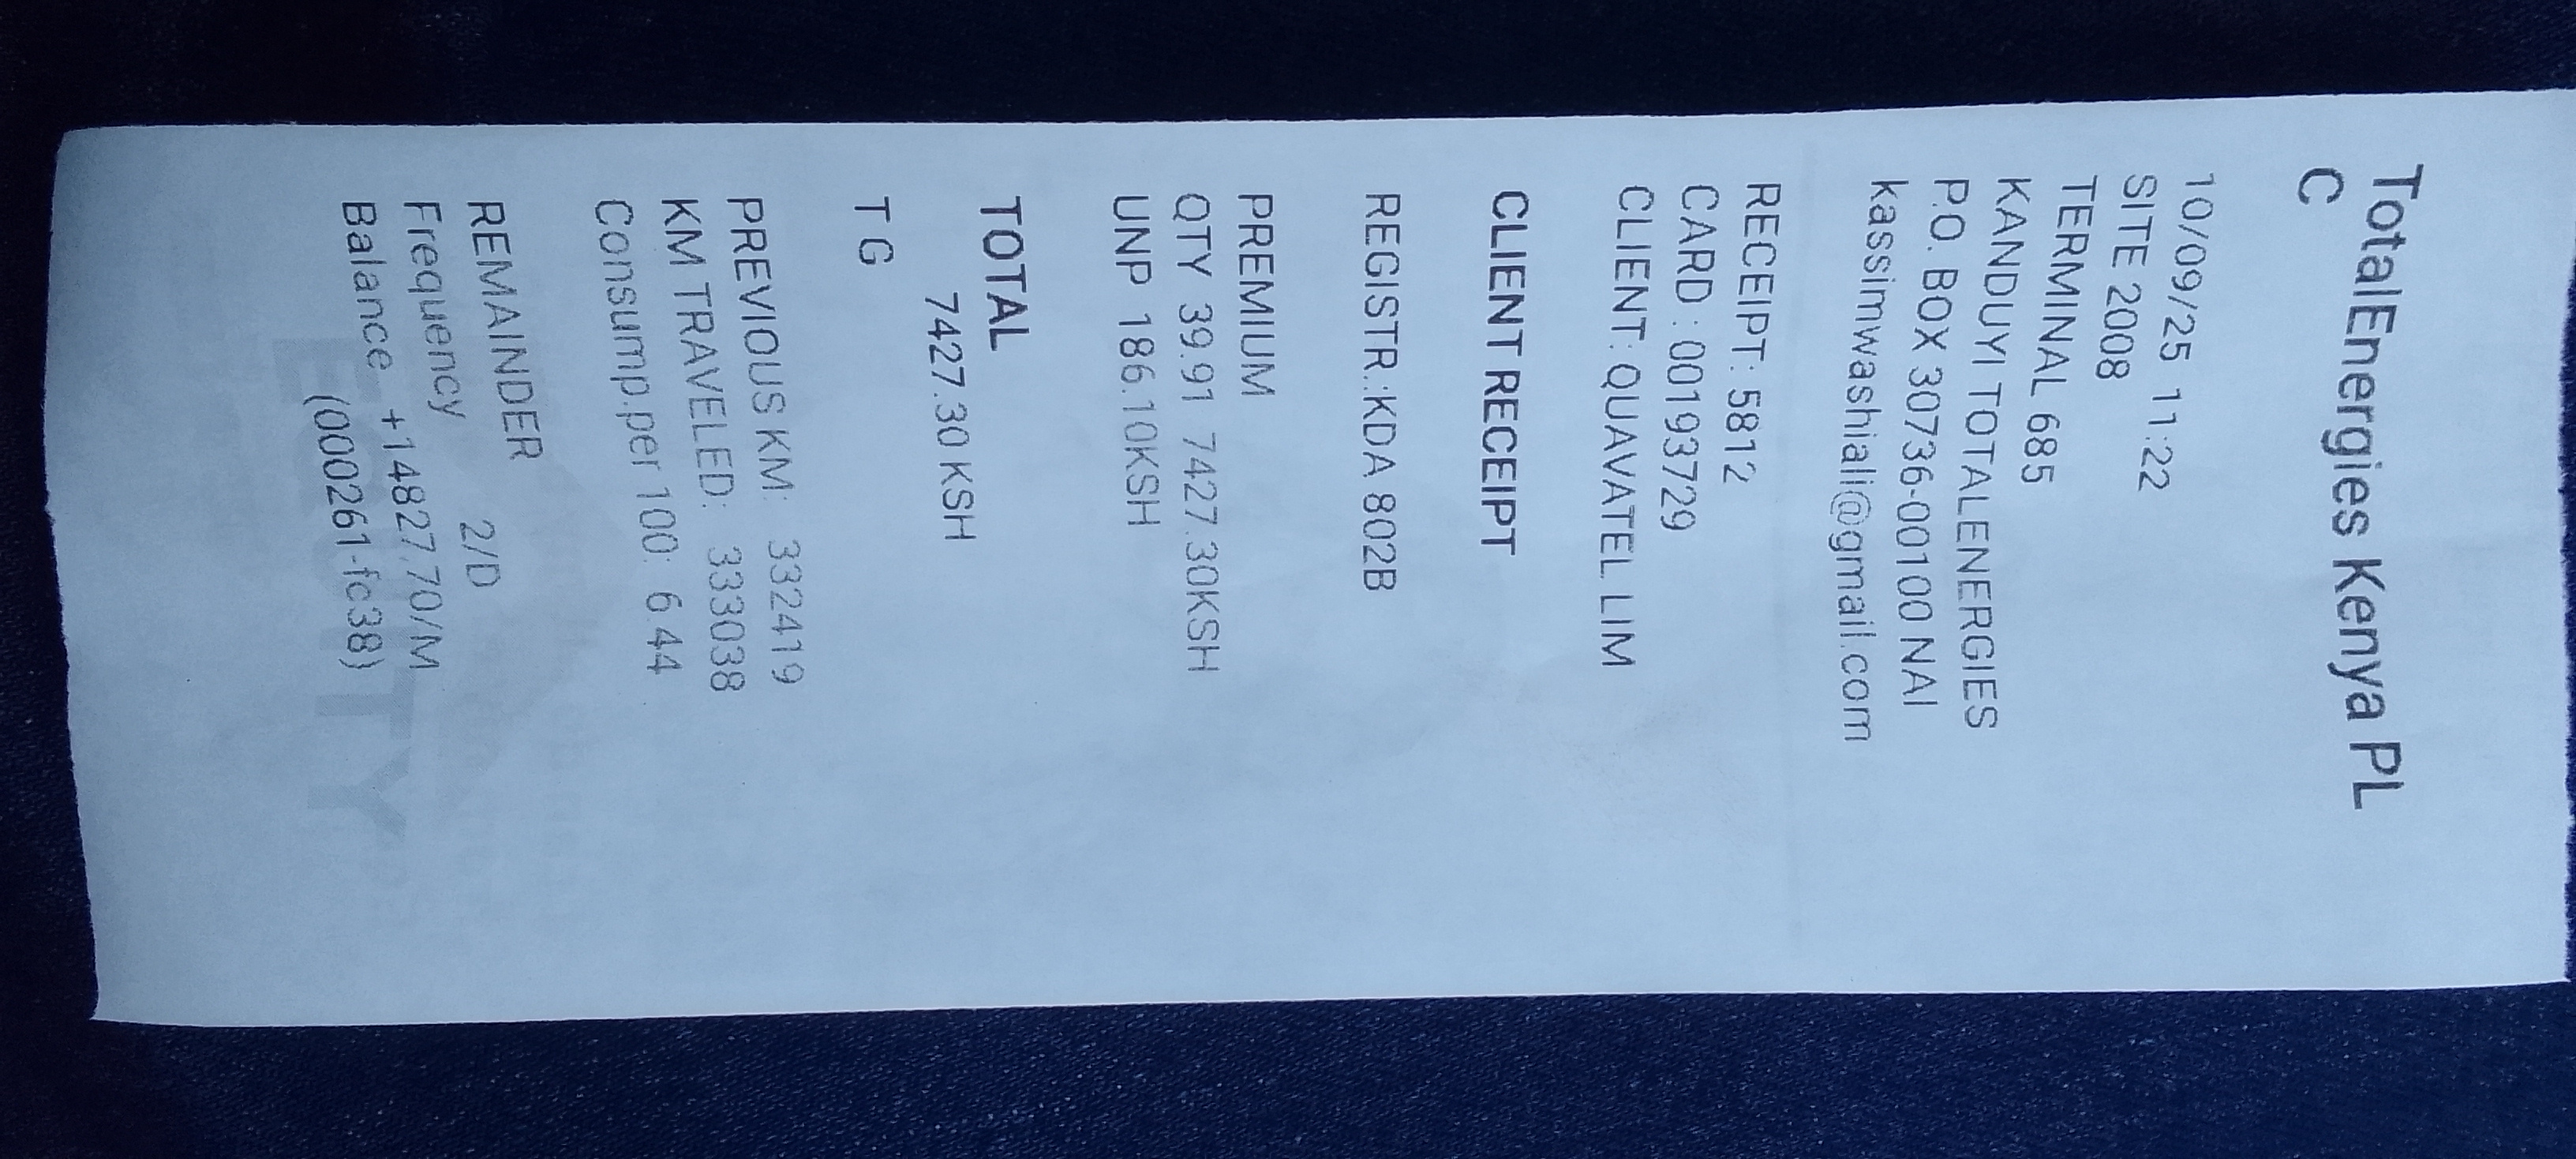 TotalEnergies Kenya PL
C
10/09/25 11:22
SITE 2008
TERMINAL 685
KANDUYI TOTALENERGIES
P.O. BOX 30736-00100 NAI
kassimwashiali@gmail.com
RECEIPT: 5812
CARD : 00193729
CLIENT: QUAVATEL LIM
CLIENT RECEIPT
REGISTR.:KDA 802B
PREMIUM
QTY 39.91 7427.30KSH
UNP 186.10KSH
TOTAL
7427.30 KSH
T G
PREVIOUS KM: 332419
KM TRAVELED: 333038
Consump.per 100: 6.44
REMAINDER
Frequency 2/D
Balance +14827,70/M
(000261-fc38)
EQUITY